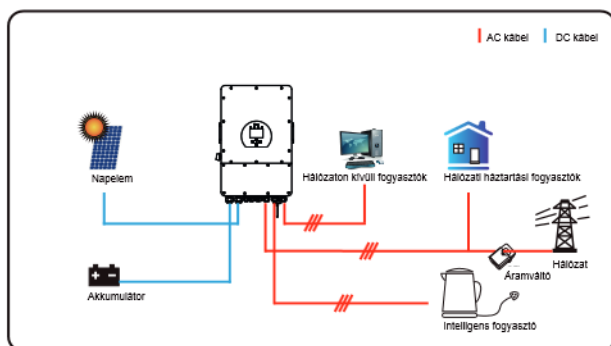 AC kábel
DC kábel
Napelem
Hálózaton kívüli fogyasztók
Hálózati háztartási fogyasztók
Akkumulátor
Áramváltó
Hálózat
Intelligens fogyasztó